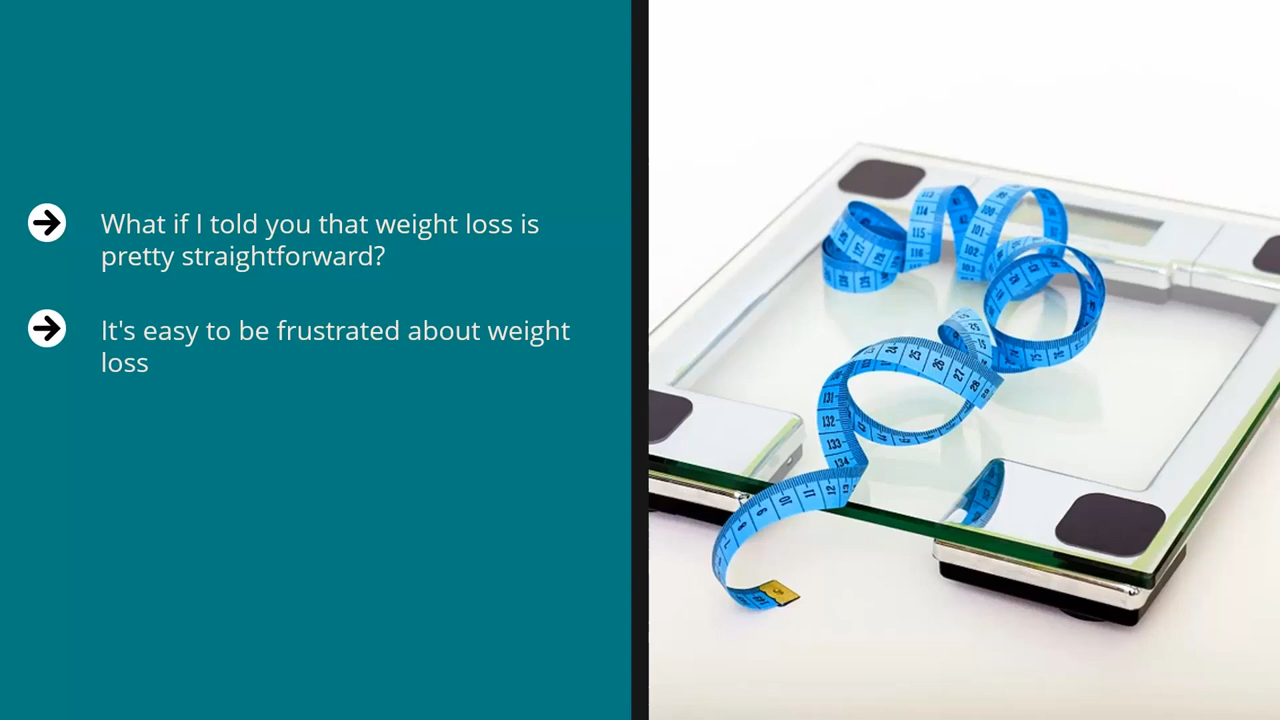 What if I told you that weight loss is
pretty straightforward?
It's easy to be frustrated about weight
loss